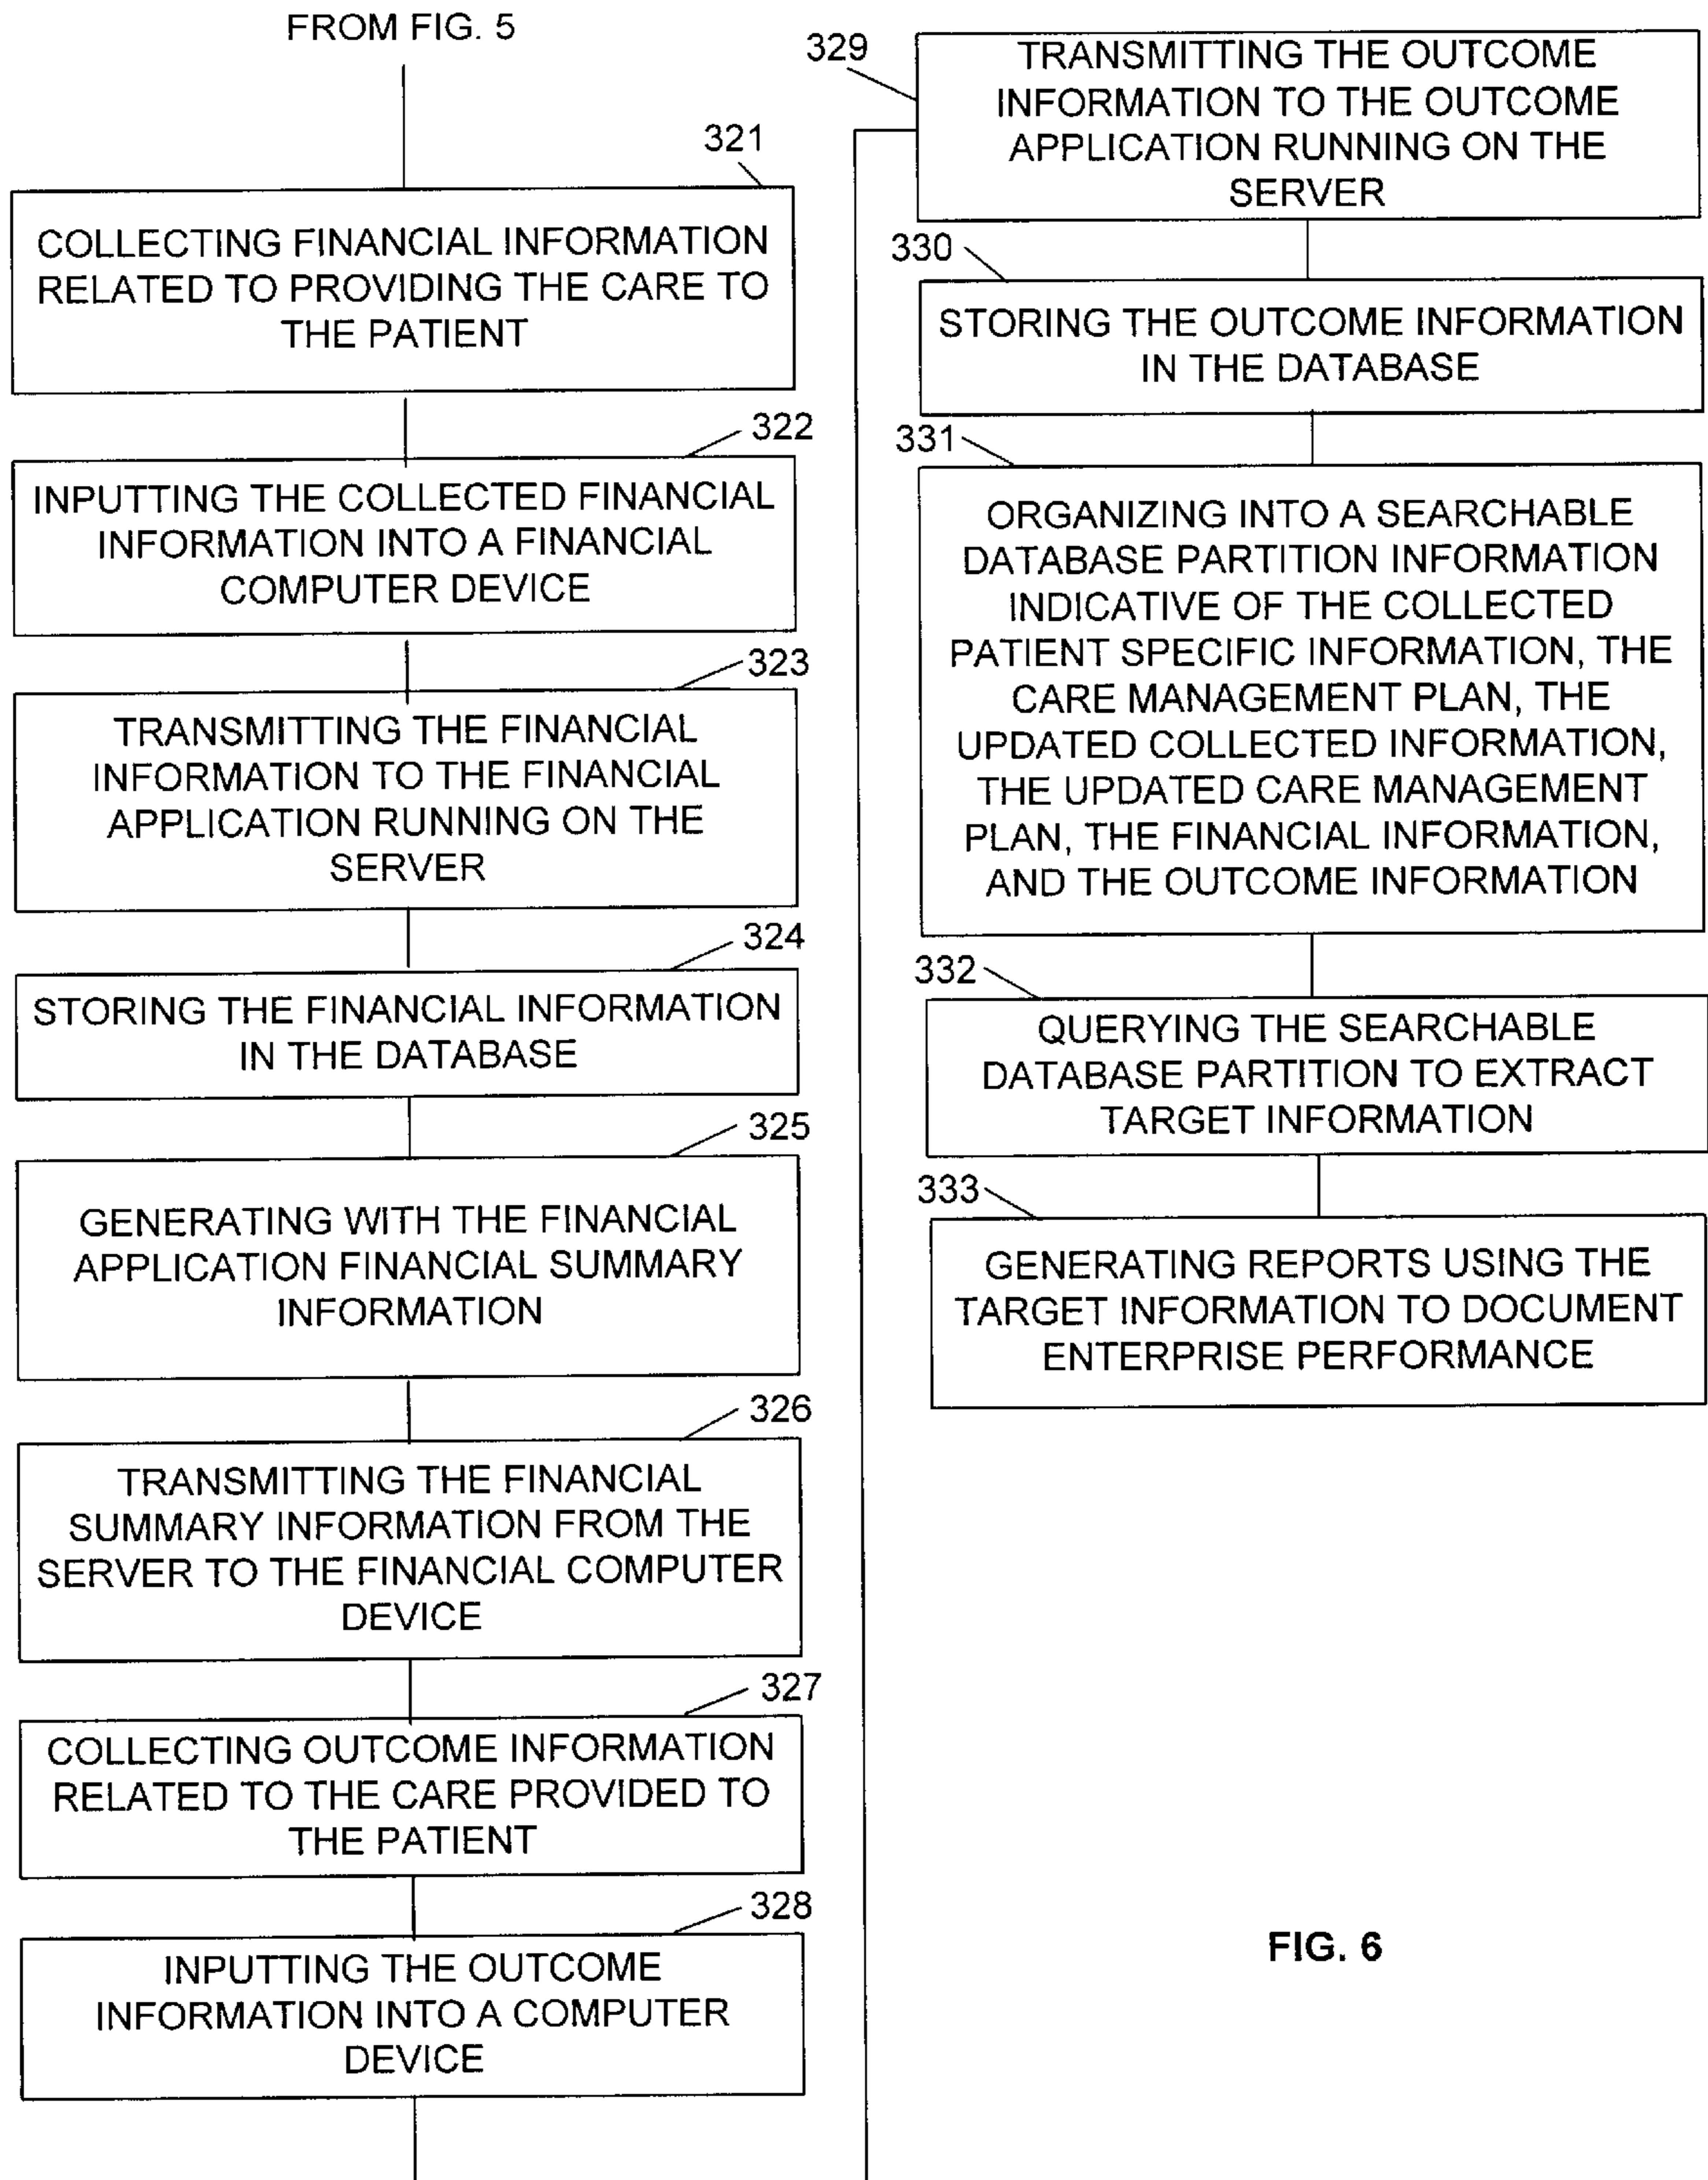 FROM FIG. 5
321
COLLECTING FINANCIAL INFORMATION
RELATED TO PROVIDING THE CARE TO
THE PATIENT
322
INPUTTING THE COLLECTED FINANCIAL
INFORMATION INTO A FINANCIAL
COMPUTER DEVICE
323
TRANSMITTING THE FINANCIAL
INFORMATION TO THE FINANCIAL
APPLICATION RUNNING ON THE
SERVER
324
STORING THE FINANCIAL INFORMATION
IN THE DATABASE
325
GENERATING WITH THE FINANCIAL
APPLICATION FINANCIAL SUMMARY
INFORMATION
326
TRANSMITTING THE FINANCIAL
SUMMARY INFORMATION FROM THE
SERVER TO THE FINANCIAL COMPUTER
DEVICE
327
COLLECTING OUTCOME INFORMATION
RELATED TO THE CARE PROVIDED TO
THE PATIENT
328
INPUTTING THE OUTCOME
INFORMATION INTO A COMPUTER
DEVICE
329
TRANSMITTING THE OUTCOME
INFORMATION TO THE OUTCOME
APPLICATION RUNNING ON THE
SERVER
330
STORING THE OUTCOME INFORMATION
IN THE DATABASE
331
ORGANIZING INTO A SEARCHABLE
DATABASE PARTITION INFORMATION
INDICATIVE OF THE COLLECTED
PATIENT SPECIFIC INFORMATION, THE
CARE MANAGEMENT PLAN, THE
UPDATED COLLECTED INFORMATION,
THE UPDATED CARE MANAGEMENT
PLAN, THE FINANCIAL INFORMATION,
AND THE OUTCOME INFORMATION
332
QUERYING THE SEARCHABLE
DATABASE PARTITION TO EXTRACT
TARGET INFORMATION
333
GENERATING REPORTS USING THE
TARGET INFORMATION TO DOCUMENT
ENTERPRISE PERFORMANCE
FIG. 6